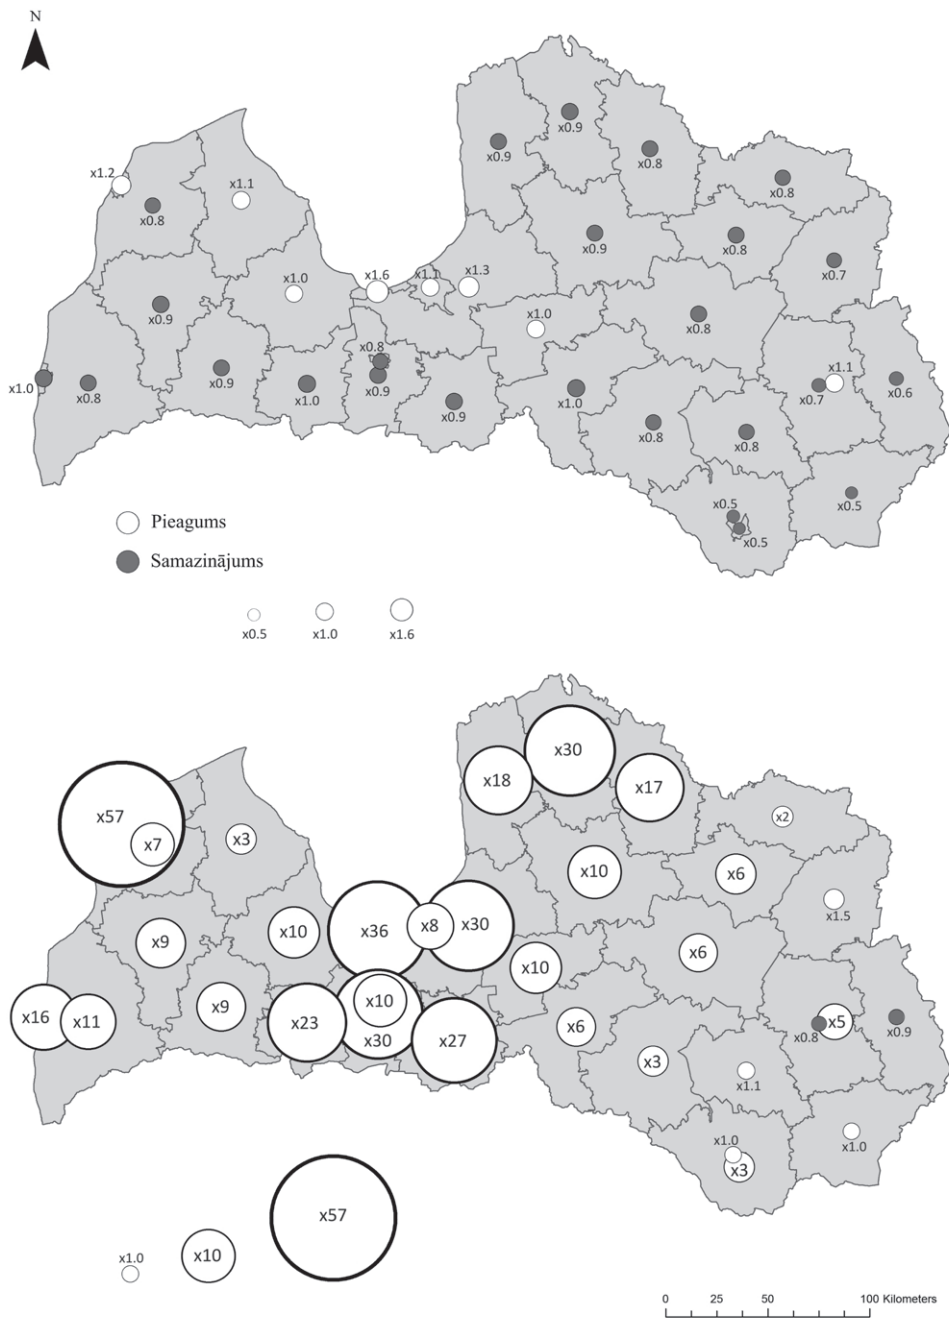 N
x0.9
x0.9
x0.8
x1.2
x1.1
x0.8
x0.8
x0.9
x0.8
x0.7
x1.0
x1.6
x1.1
x1.3
x0.9
x1.0
x0.8
x0.8
x1.1
x1.0
x0.8
x0.9
x1.0
x0.9
x0.9
x1.0
x0.7
x0.6
x0.8
x0.8
x0.5
x0.5
x0.5
Pieagums
Samazinājums
x0.5
x1.0
x1.6
x30
x18
x17
x57
x7
x3
x2
x10
x6
x1.5
x9
x10
x36
x8
x30
x10
x6
x16
x11
x9
x23
x10
x30
x27
x6
x5
x0.8
x0.9
x3
x1.1
x1.0
x3
x1.0
x57
x1.0
x10
0 25 50 100 Kilometers